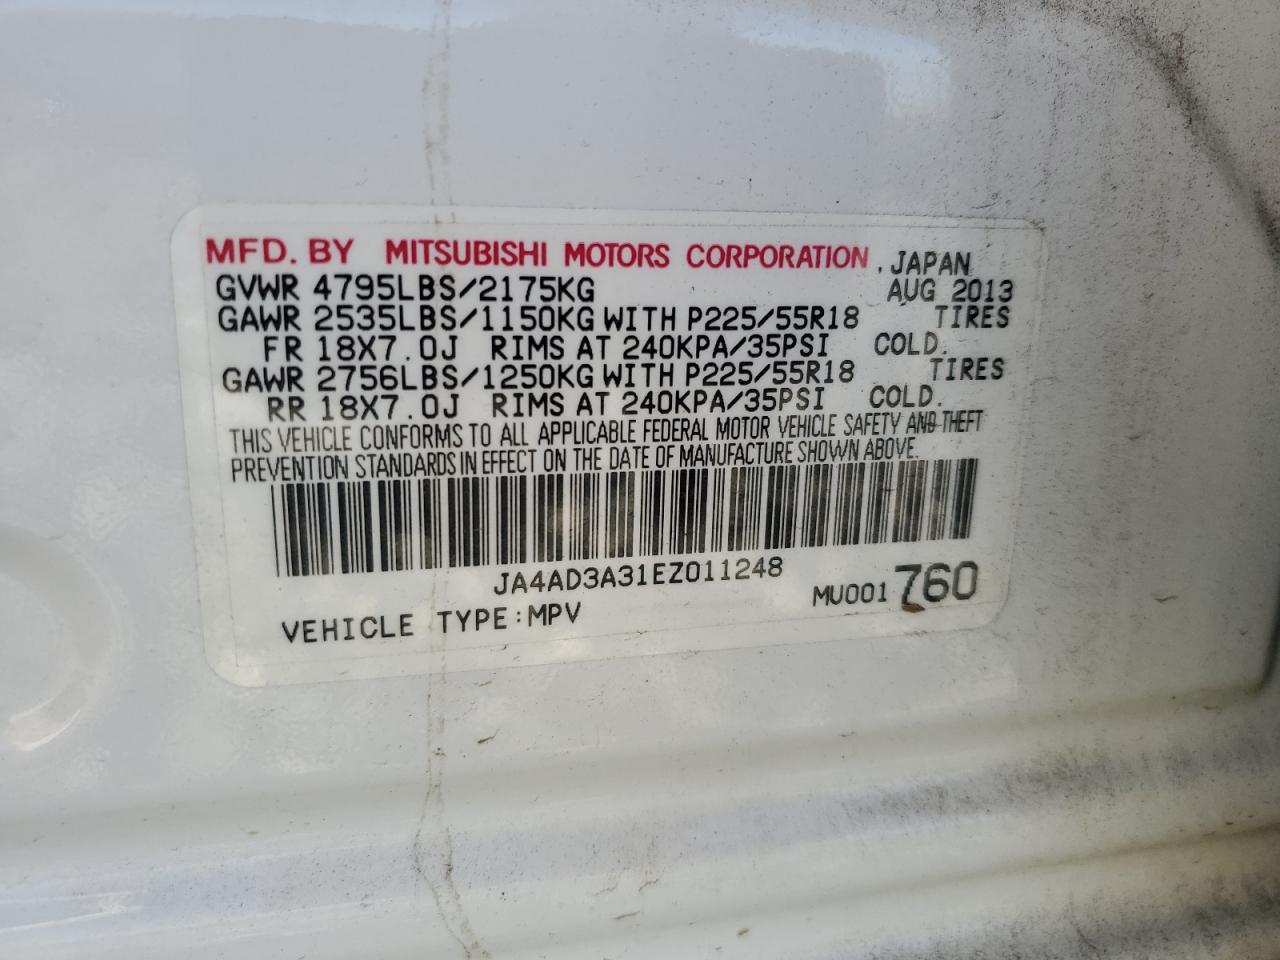 MFD. BY MITSUBISHI MOTORS CORPORATION , JAPAN
GVWR 4795LBS/2175KG AUG 2013
GAWR 2535LBS/1150KG WITH P225/55R18 TIRES
FR 18X7.0J RIMS AT 240KPA/35PSI COLD.
GAWR 2756LBS/1250KG WITH P225/55R18 TIRES
RR 18X7.0J RIMS AT 240KPA/35PSI COLD.
THIS VEHICLE CONFORMS TO ALL APPLICABLE FEDERAL MOTOR VEHICLE SAFETY AND THEFT
PREVENTION STANDARDS IN EFFECT ON THE DATE OF MANUFACTURE SHOWN ABOVE.
JA4AD3A31EZ011248
VEHICLE TYPE:MPV MU001760